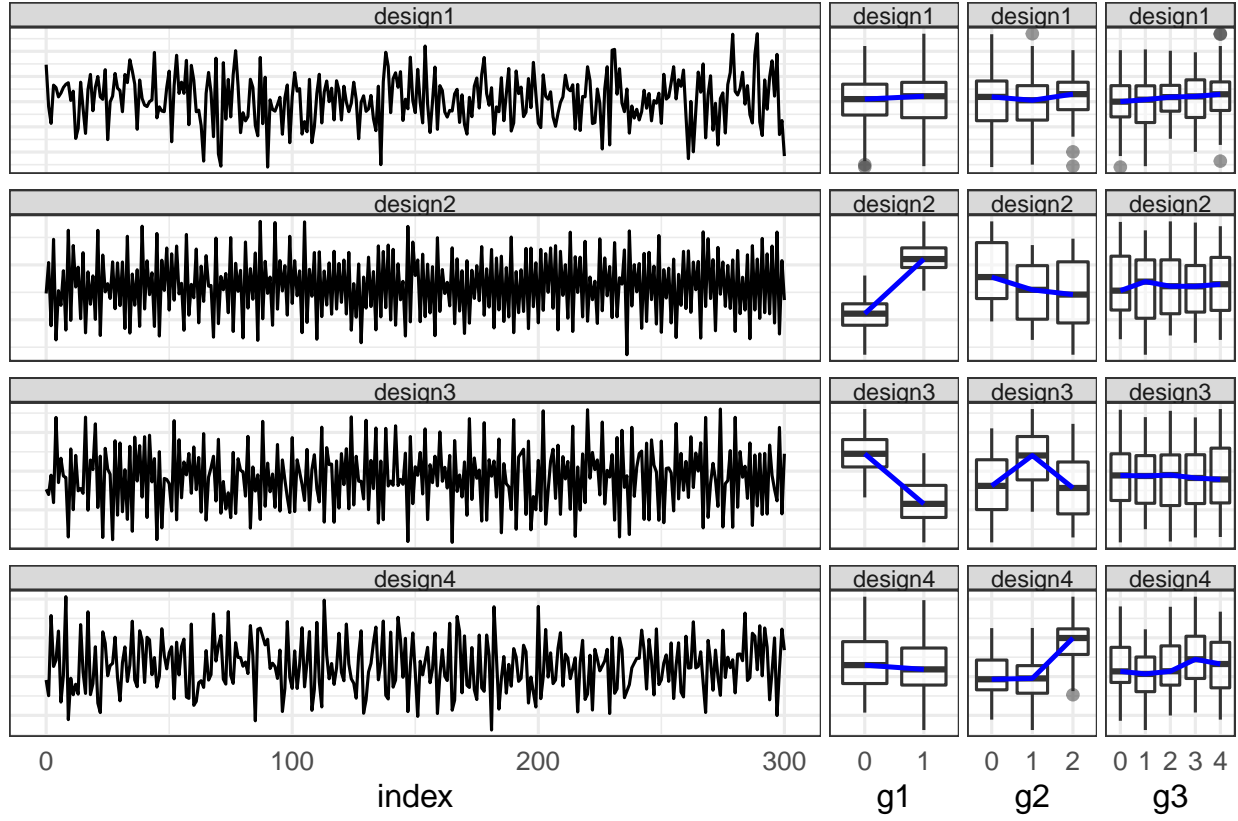 design1 design1 design1 design1
design2 design2 design2 design2
design3 design3 design3 design3
design4 design4 design4 design4
0 100 200 300 0 1 0 1 2 0 1 2 3 4
index g1 g2 g3